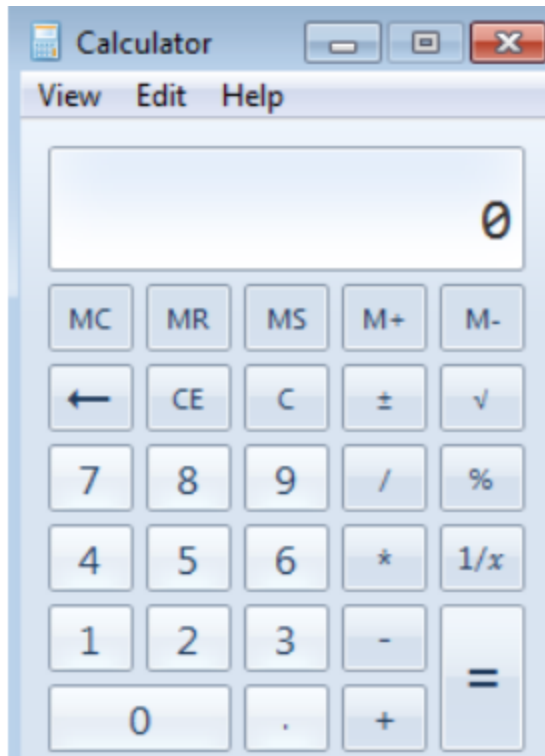 Calculator
View Edit Help
0
MC MR MS M+ M-
← CE C ± √
7 8 9 / %
4 5 6 * 1/x
1 2 3 - =
0 . +